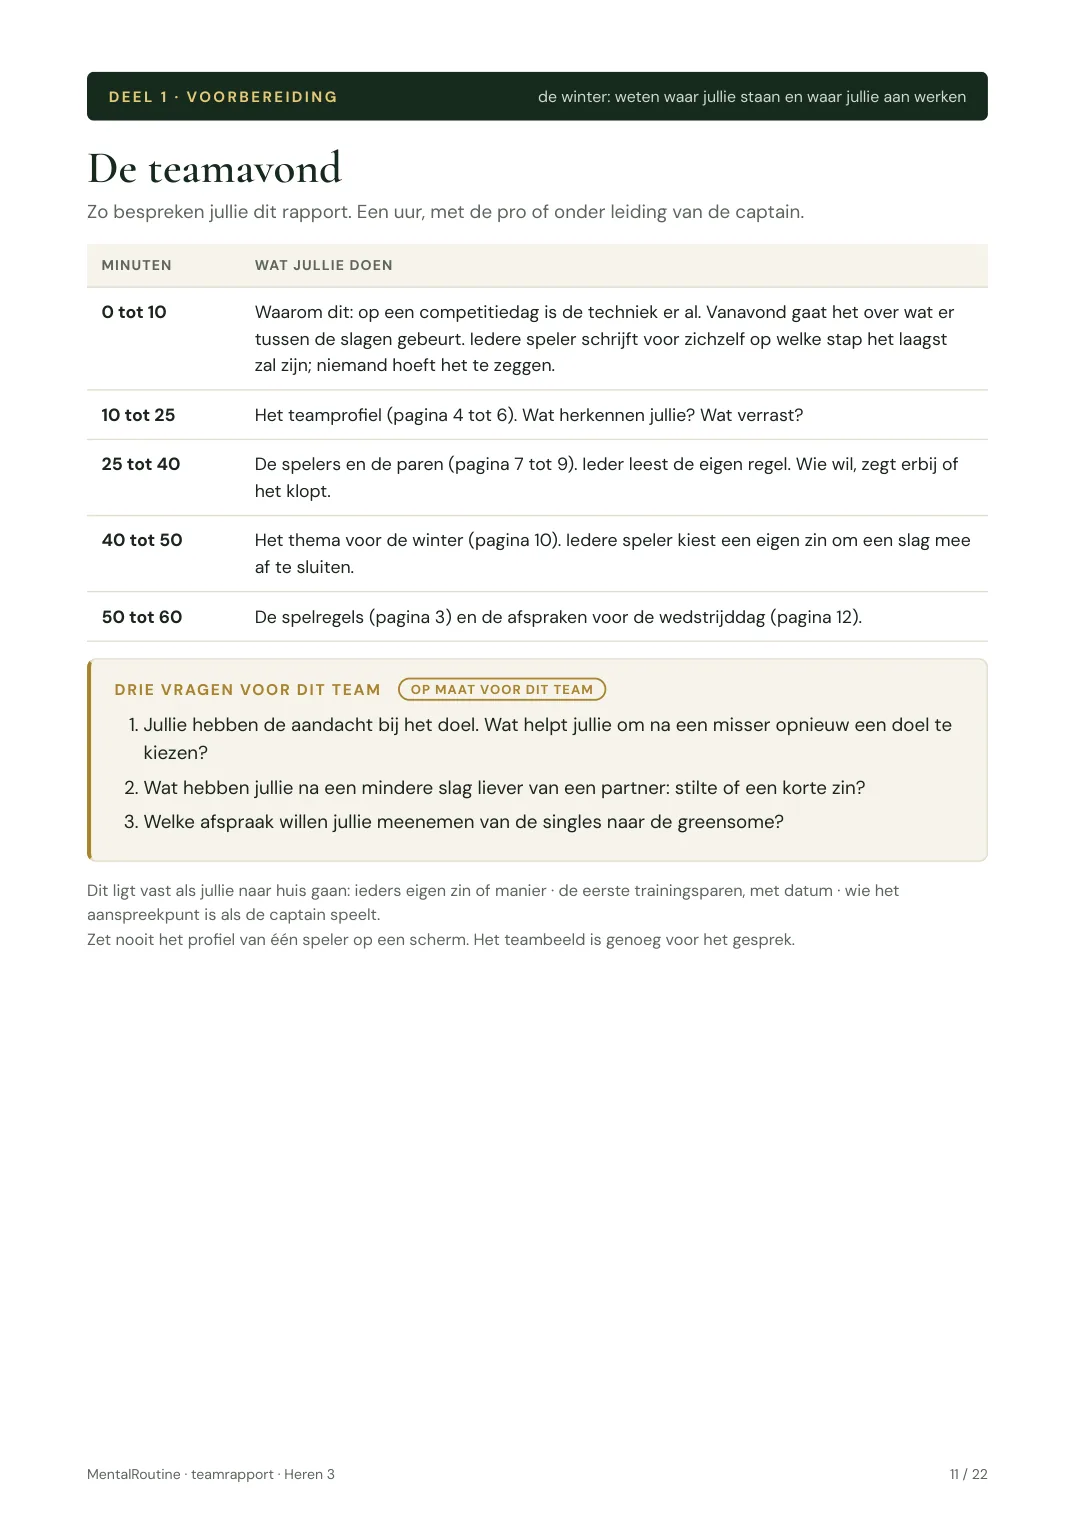 DEEL 1 · VOORBEREIDING
de winter: weten waar jullie staan en waar jullie aan werken
De teamavond
Zo bespreken jullie dit rapport. Een uur, met de pro of onder leiding van de captain.
MINUTEN WAT JULLIE DOEN
0 tot 10 Waarom dit: op een competitiedag is de techniek er al. Vanavond gaat het over wat er
tussen de slagen gebeurt. Iedere speler schrijft voor zichzelf op welke stap het laagst
zal zijn; niemand hoeft het te zeggen.
10 tot 25 Het teamprofiel (pagina 4 tot 6). Wat herkennen jullie? Wat verrast?
25 tot 40 De spelers en de paren (pagina 7 tot 9). Ieder leest de eigen regel. Wie wil, zegt erbij of
het klopt.
40 tot 50 Het thema voor de winter (pagina 10). Iedere speler kiest een eigen zin om een slag mee
af te sluiten.
50 tot 60 De spelregels (pagina 3) en de afspraken voor de wedstrijddag (pagina 12).
DRIE VRAGEN VOOR DIT TEAM OP MAAT VOOR DIT TEAM
1. Jullie hebben de aandacht bij het doel. Wat helpt jullie om na een misser opnieuw een doel te
kiezen?
2. Wat hebben jullie na een mindere slag liever van een partner: stilte of een korte zin?
3. Welke afspraak willen jullie meenemen van de singles naar de greensome?
Dit ligt vast als jullie naar huis gaan: ieders eigen zin of manier · de eerste trainingsparen, met datum · wie het
aanspreekpunt is als de captain speelt.
Zet nooit het profiel van één speler op een scherm. Het teambeeld is genoeg voor het gesprek.
MentalRoutine · teamrapport · Heren 3
11 / 22